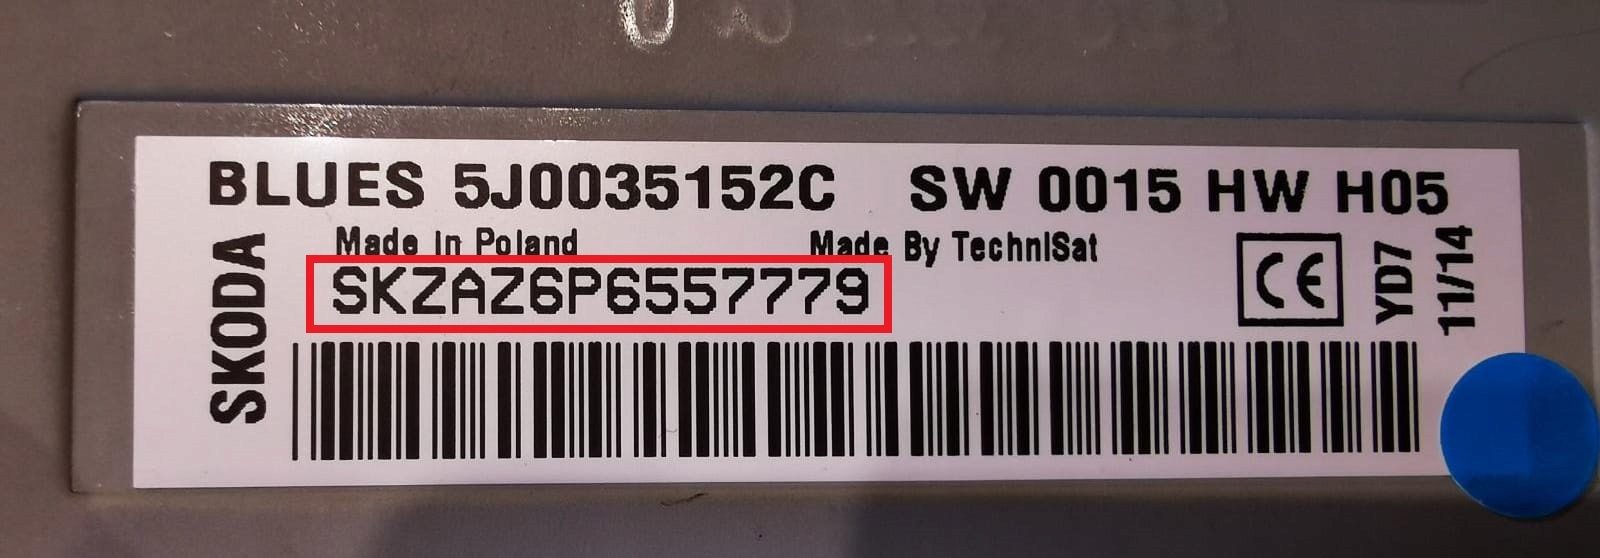 BLUES 5J0035152C SW 0015 HW H05
Made In Poland Made By TechniSat
SKZAZ6P6557779
SKODA
CE
YD7
11/14